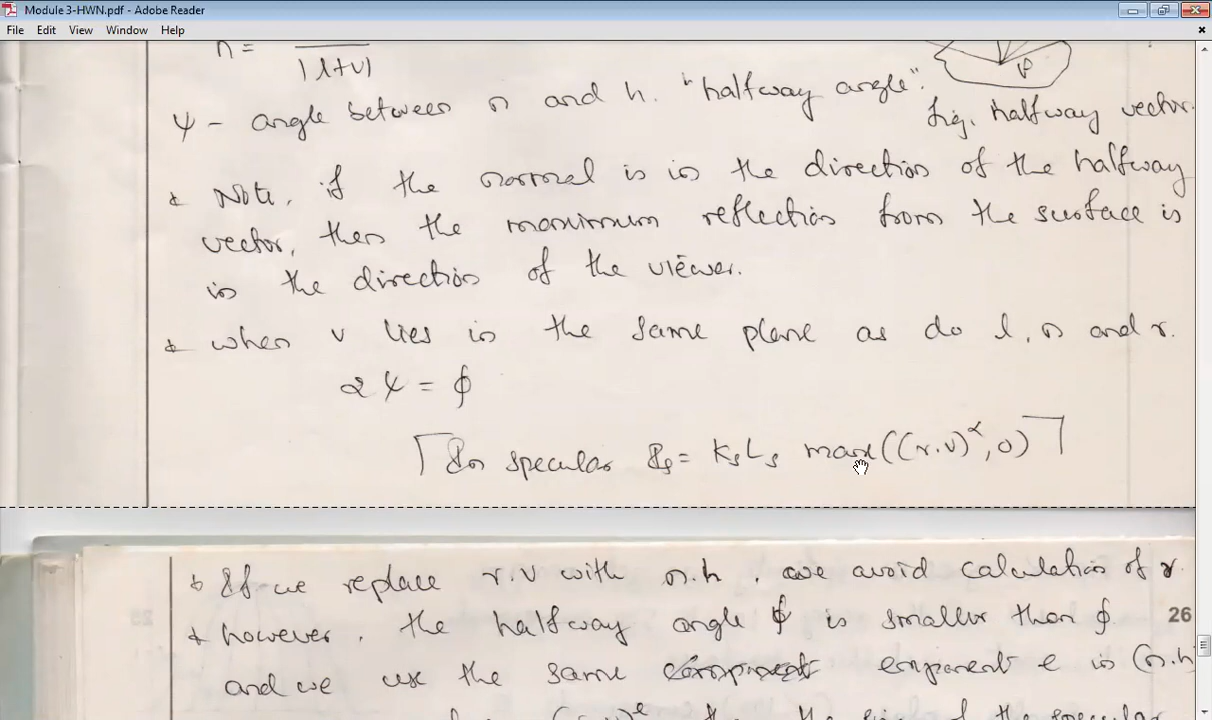 Module 3-HWN.pdf - Adobe Reader
File Edit View Window Help
|l+v|
ψ - angle between n and h. "halfway angle".
fig. halfway vector.
* Note, if the normal is in the direction of the halfway
vector, then the maximum reflection from the surface is
in the direction of the viewer.
* when v lies in the same plane as do l, n and r.
2ψ = ϕ
For specular Is = KsLs max((r.v)^α, 0)
* If we replace r.v with n.h, we avoid calculation of r
26
* however, the halfway angle ψ is smaller than ϕ.
and we use the same exponent e in (n.h